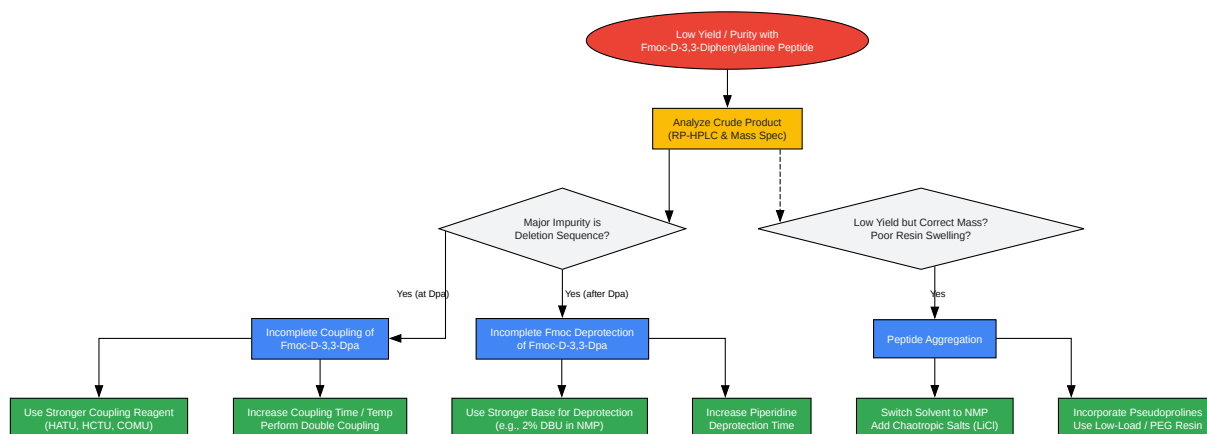 Low Yield / Purity with
Fmoc-D-3,3-Diphenylalanine Peptide
Analyze Crude Product
(RP-HPLC & Mass Spec)
Major Impurity is
Deletion Sequence?
Low Yield but Correct Mass?
Poor Resin Swelling?
Yes (at Dpa)
Yes (after Dpa)
Yes
Incomplete Coupling of
Fmoc-D-3,3-Dpa
Incomplete Fmoc Deprotection
of Fmoc-D-3,3-Dpa
Peptide Aggregation
Use Stronger Coupling Reagent
(HATU, HCTU, COMU)
Increase Coupling Time / Temp
Perform Double Coupling
Use Stronger Base for Deprotection
(e.g., 2% DBU in NMP)
Increase Piperidine
Deprotection Time
Switch Solvent to NMP
Add Chaotropic Salts (LiCl)
Incorporate Pseudoprolines
Use Low-Load / PEG Resin